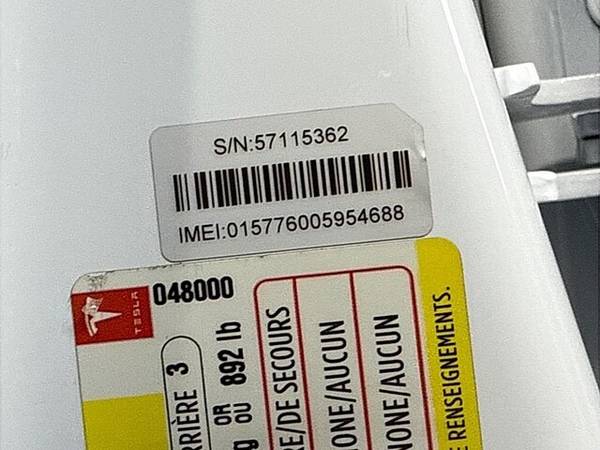 S/N:57115362
IMEI:015776005954688
TESLA
048000
RRIÈRE 3
OR
OU
892 lb
RE/DE SECOURS
NONE/AUCUN
NONE/AUCUN
RENSEIGNEMENTS.